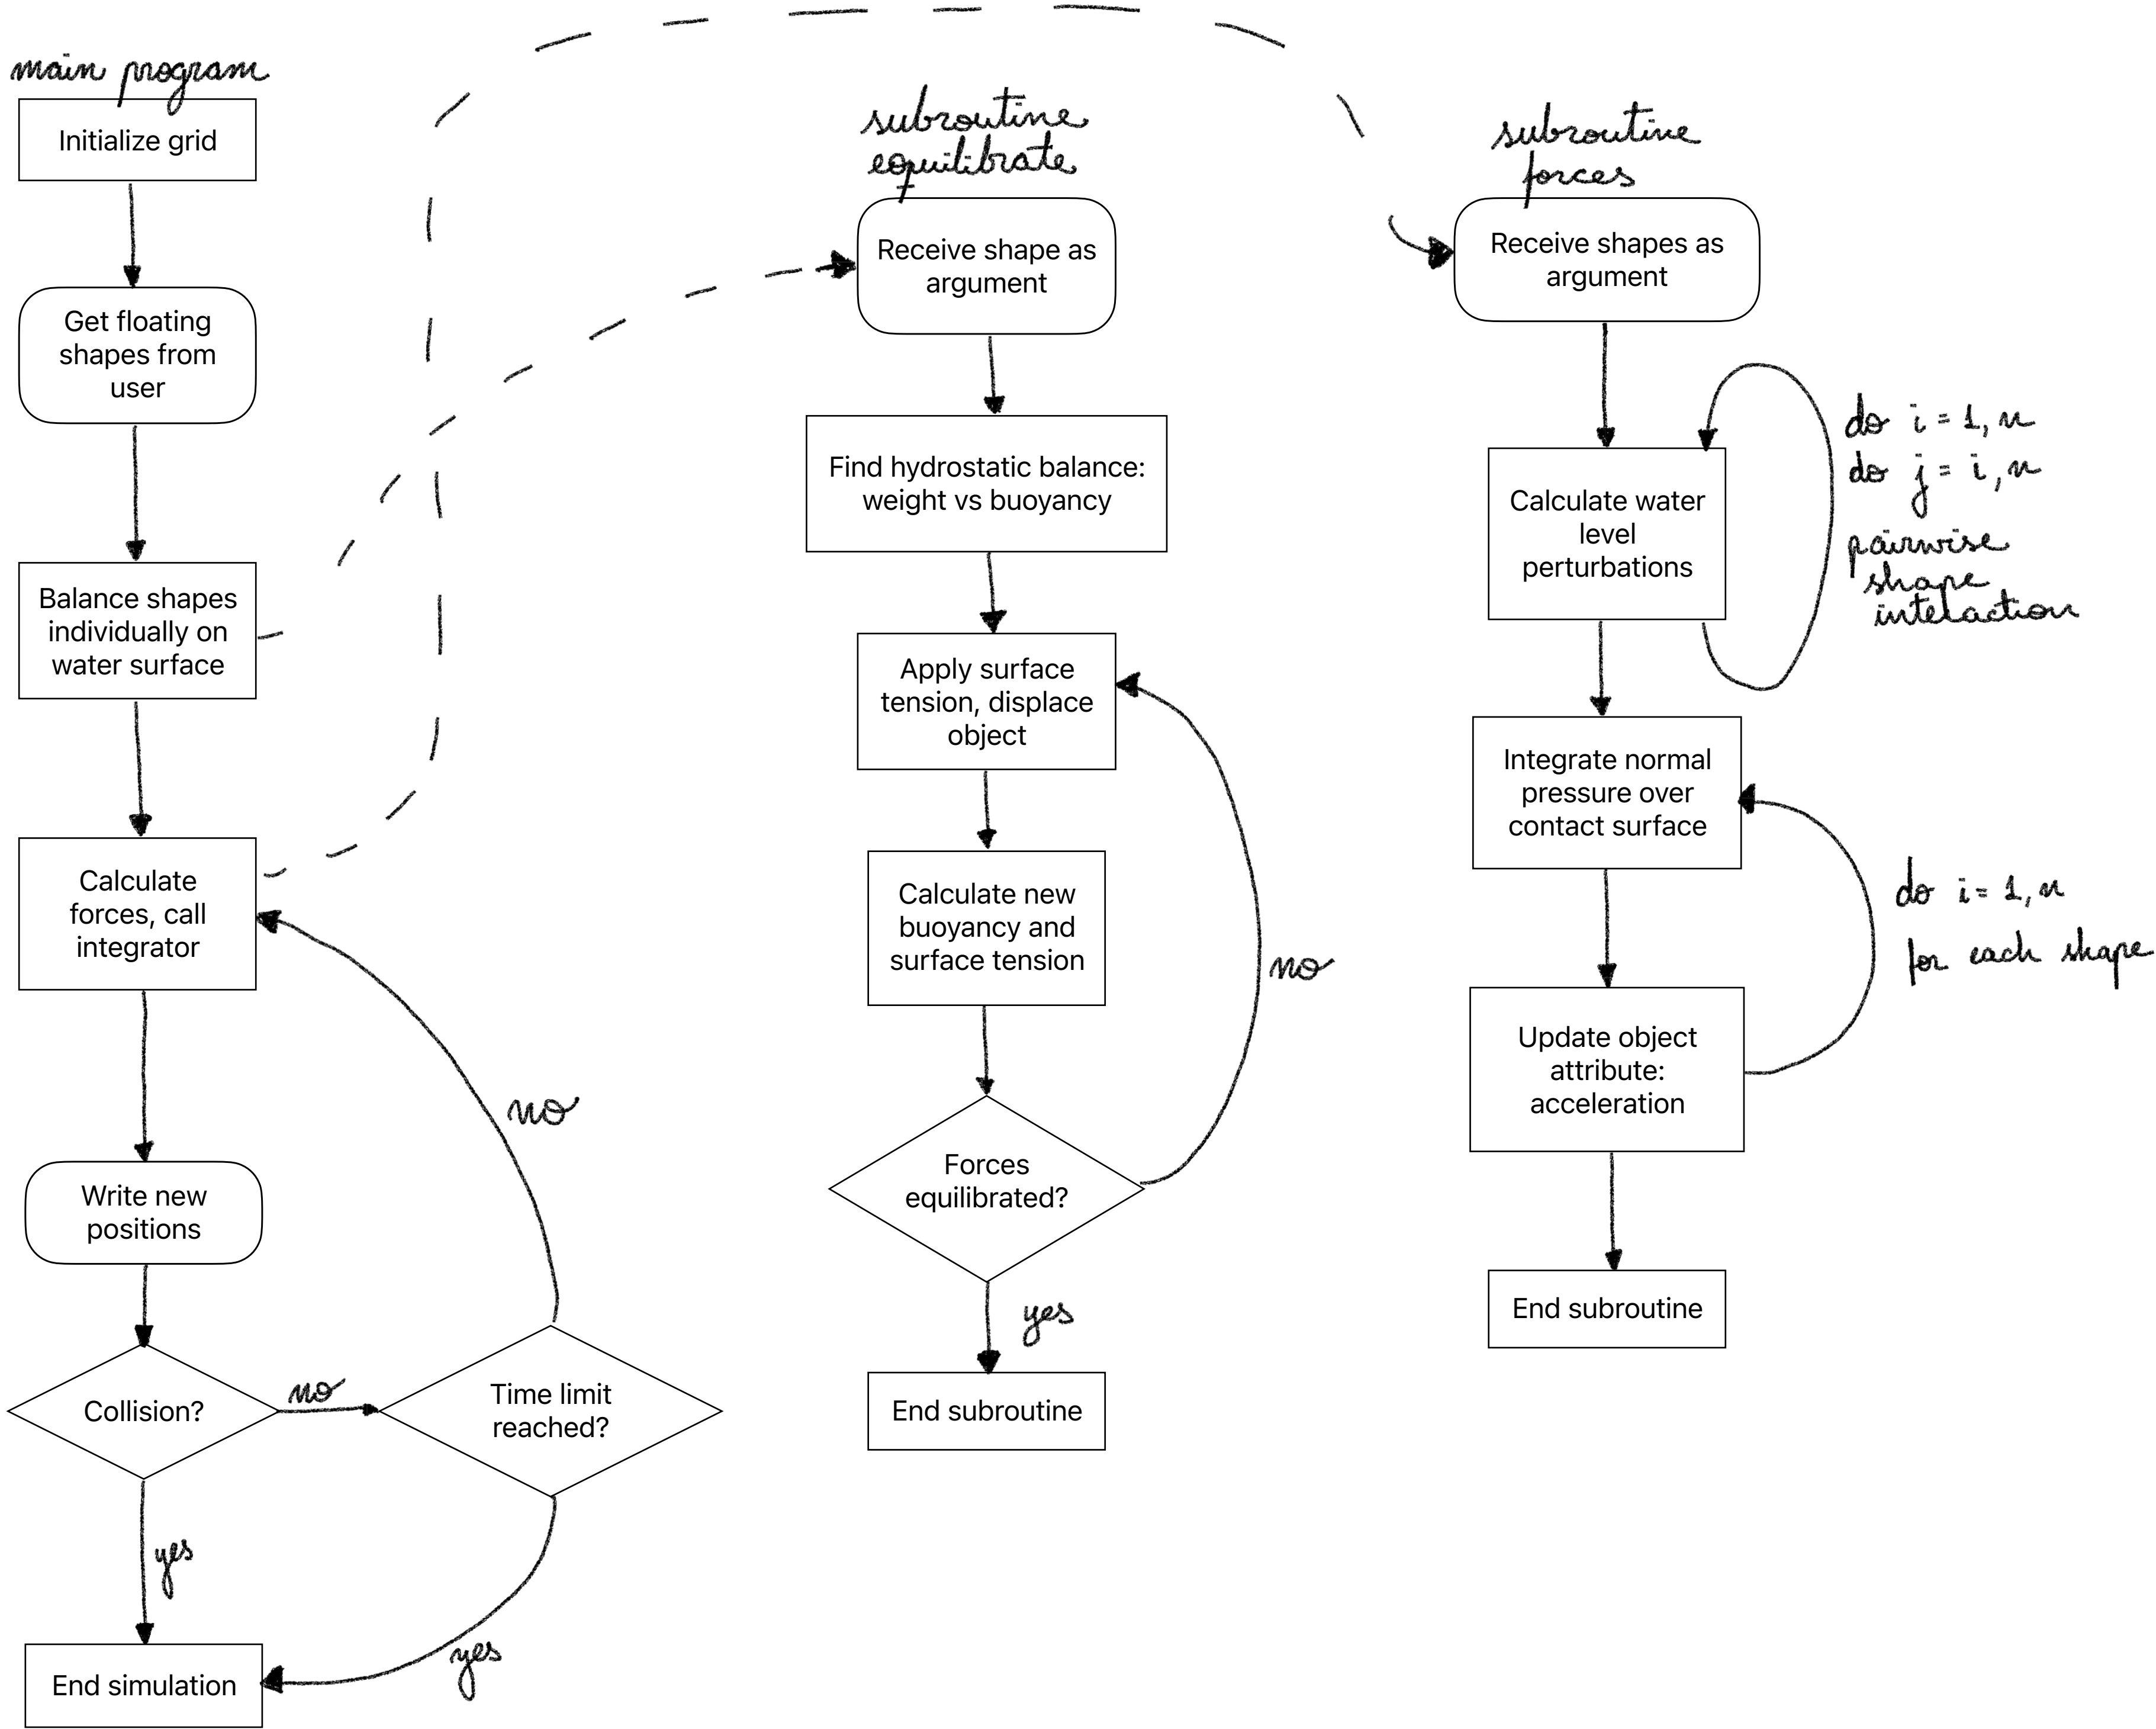 main program
Initialize grid
Get floating
shapes from
user
Balance shapes
individually on
water surface
Calculate
forces, call
integrator
no
Write new
positions
Collision?
no
Time limit
reached?
yes
yes
End simulation
subroutine
equilibrate
Receive shape as
argument
Find hydrostatic balance:
weight vs buoyancy
Apply surface
tension, displace
object
Calculate new
buoyancy and
surface tension
no
Forces
equilibrated?
yes
End subroutine
subroutine
forces
Receive shapes as
argument
Calculate water
level
perturbations
do i = 1, n
do j = i, n
pairwise
shape
interaction
Integrate normal
pressure over
contact surface
do i = 1, n
for each shape
Update object
attribute:
acceleration
End subroutine